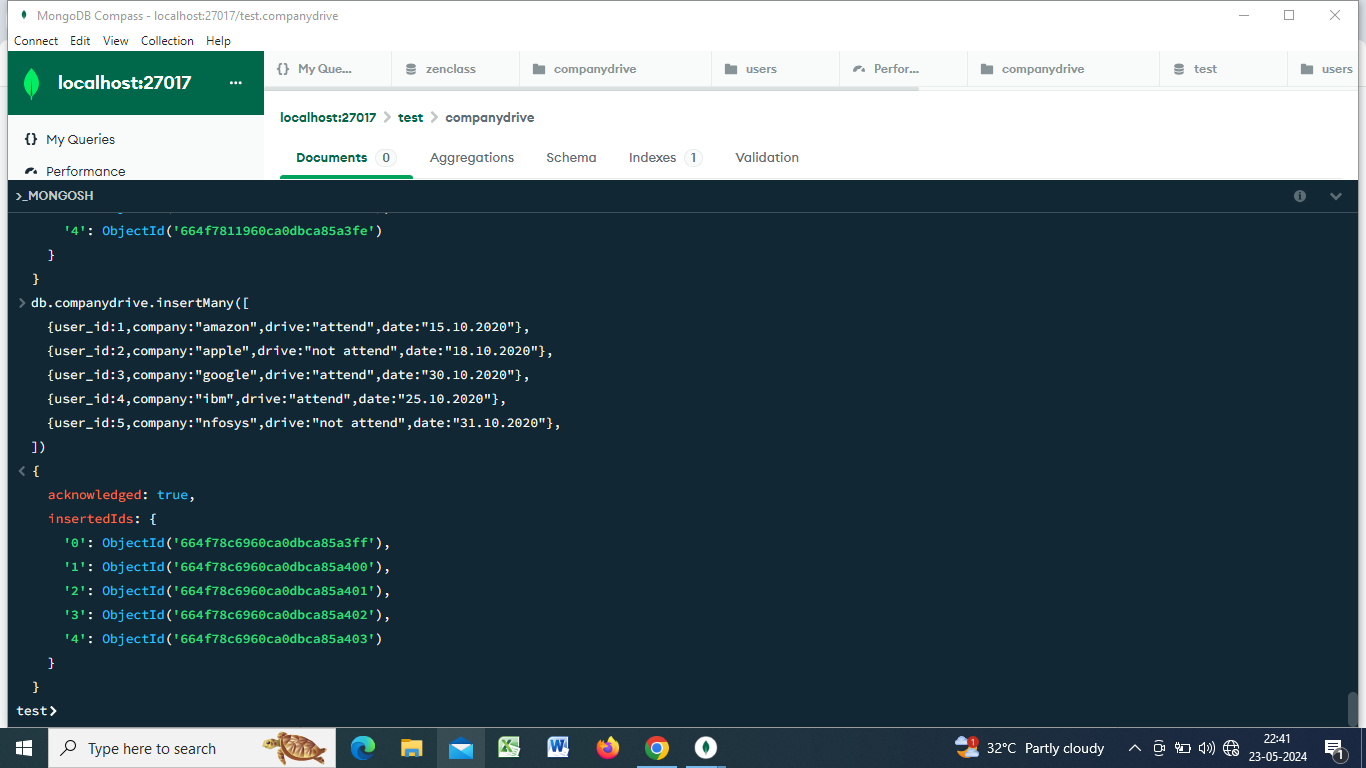 MongoDB Compass - localhost:27017/test.companydrive
Connect Edit View Collection Help
localhost:27017 ...
{} My Que... zenclass companydrive users Perfor... companydrive test users
localhost:27017 > test > companydrive
{} My Queries
Performance
Documents 0 Aggregations Schema Indexes 1 Validation
>_MONGOSH
'4': ObjectId('664f7811960ca0dbca85a3fe')
}
}
> db.companydrive.insertMany([
{user_id:1,company:"amazon",drive:"attend",date:"15.10.2020"},
{user_id:2,company:"apple",drive:"not attend",date:"18.10.2020"},
{user_id:3,company:"google",drive:"attend",date:"30.10.2020"},
{user_id:4,company:"ibm",drive:"attend",date:"25.10.2020"},
{user_id:5,company:"nfosys",drive:"not attend",date:"31.10.2020"},
])
< {
acknowledged: true,
insertedIds: {
'0': ObjectId('664f78c6960ca0dbca85a3ff'),
'1': ObjectId('664f78c6960ca0dbca85a400'),
'2': ObjectId('664f78c6960ca0dbca85a401'),
'3': ObjectId('664f78c6960ca0dbca85a402'),
'4': ObjectId('664f78c6960ca0dbca85a403')
}
}
test>
Type here to search
1 32°C Partly cloudy
22:41
23-05-2024
1